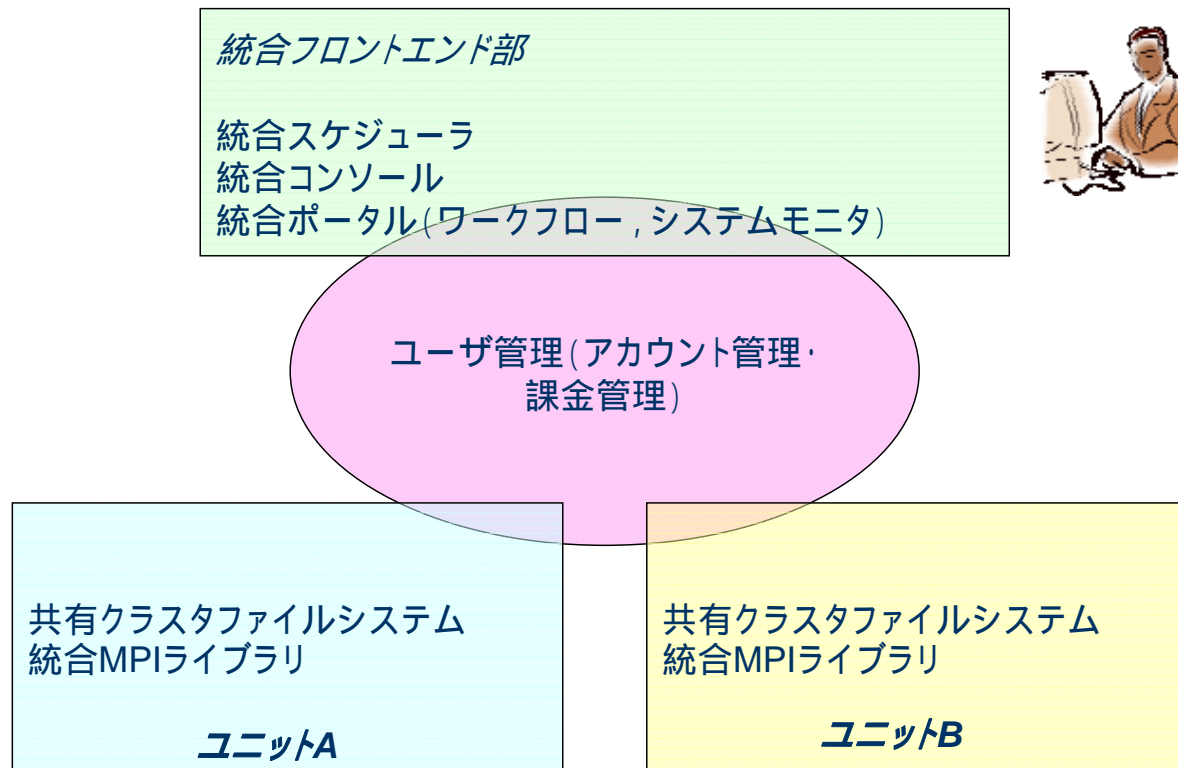 統合フロントエンド部
統合スケジューラ
統合コンソール
統合ポータル(ワークフロー,システムモニタ)
ユーザ管理(アカウント管理・
課金管理)
共有クラスタファイルシステム
統合MPIライブラリ
ユニットA
共有クラスタファイルシステム
統合MPIライブラリ
ユニットB